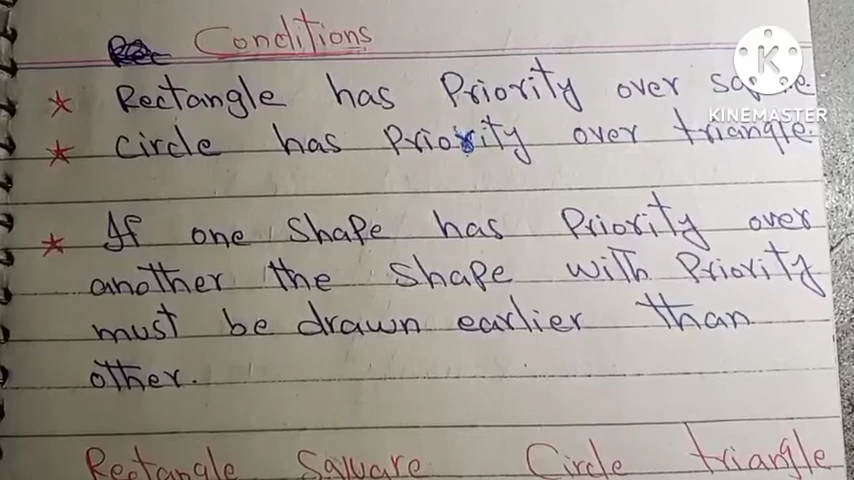 Conditions
Rectangle has Priority over
KINEMASTER
Circle has Priority over triangle.
If one shape has Priority over
another the shape with Priority
must be drawn earlier than
other.
Rectangle Square Circle triangle